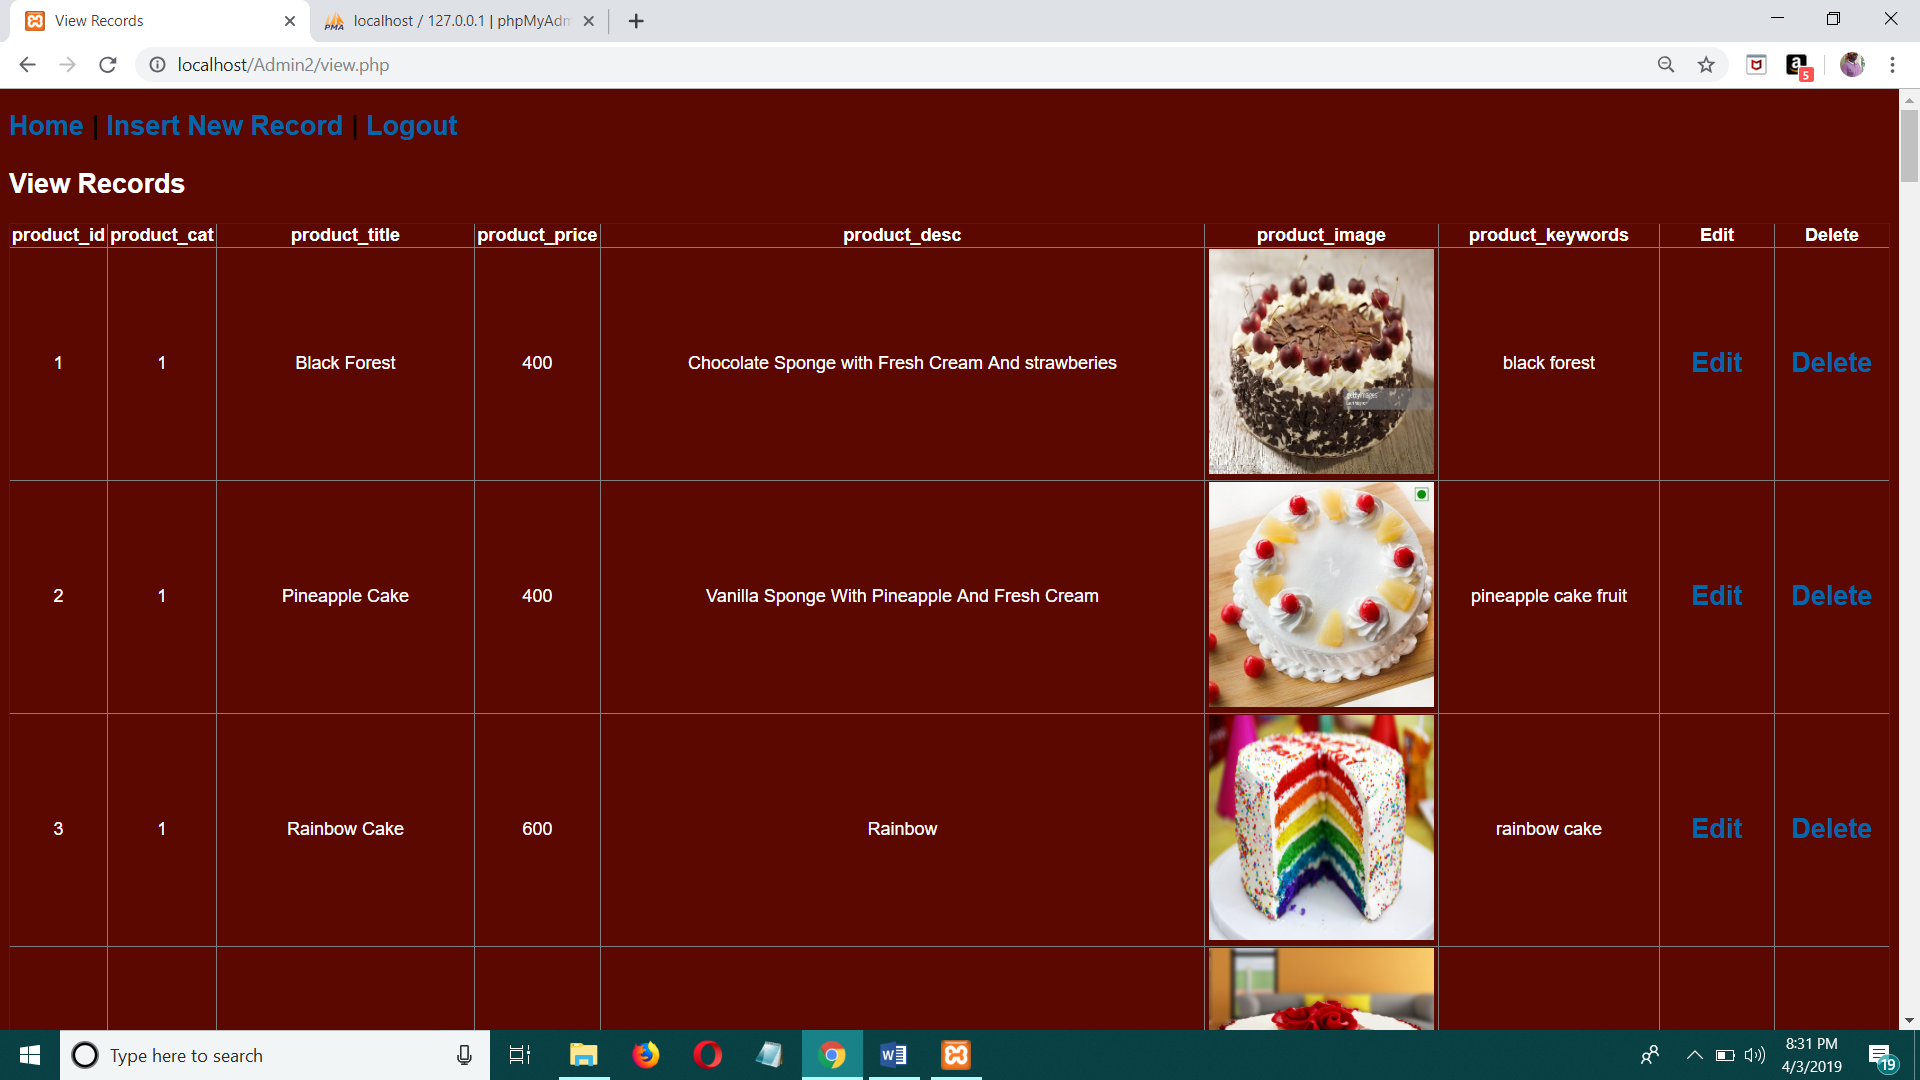 View Records
localhost / 127.0.0.1 | phpMyAdm
localhost/Admin2/view.php
5
Home | Insert New Record | Logout
View Records
product_id product_cat product_title product_price product_desc product_image product_keywords Edit Delete
1 1 Black Forest 400 Chocolate Sponge with Fresh Cream And strawberies black forest Edit Delete
gettyimages
2 1 Pineapple Cake 400 Vanilla Sponge With Pineapple And Fresh Cream pineapple cake fruit Edit Delete
3 1 Rainbow Cake 600 Rainbow rainbow cake Edit Delete
Type here to search
8:31 PM
4/3/2019
19